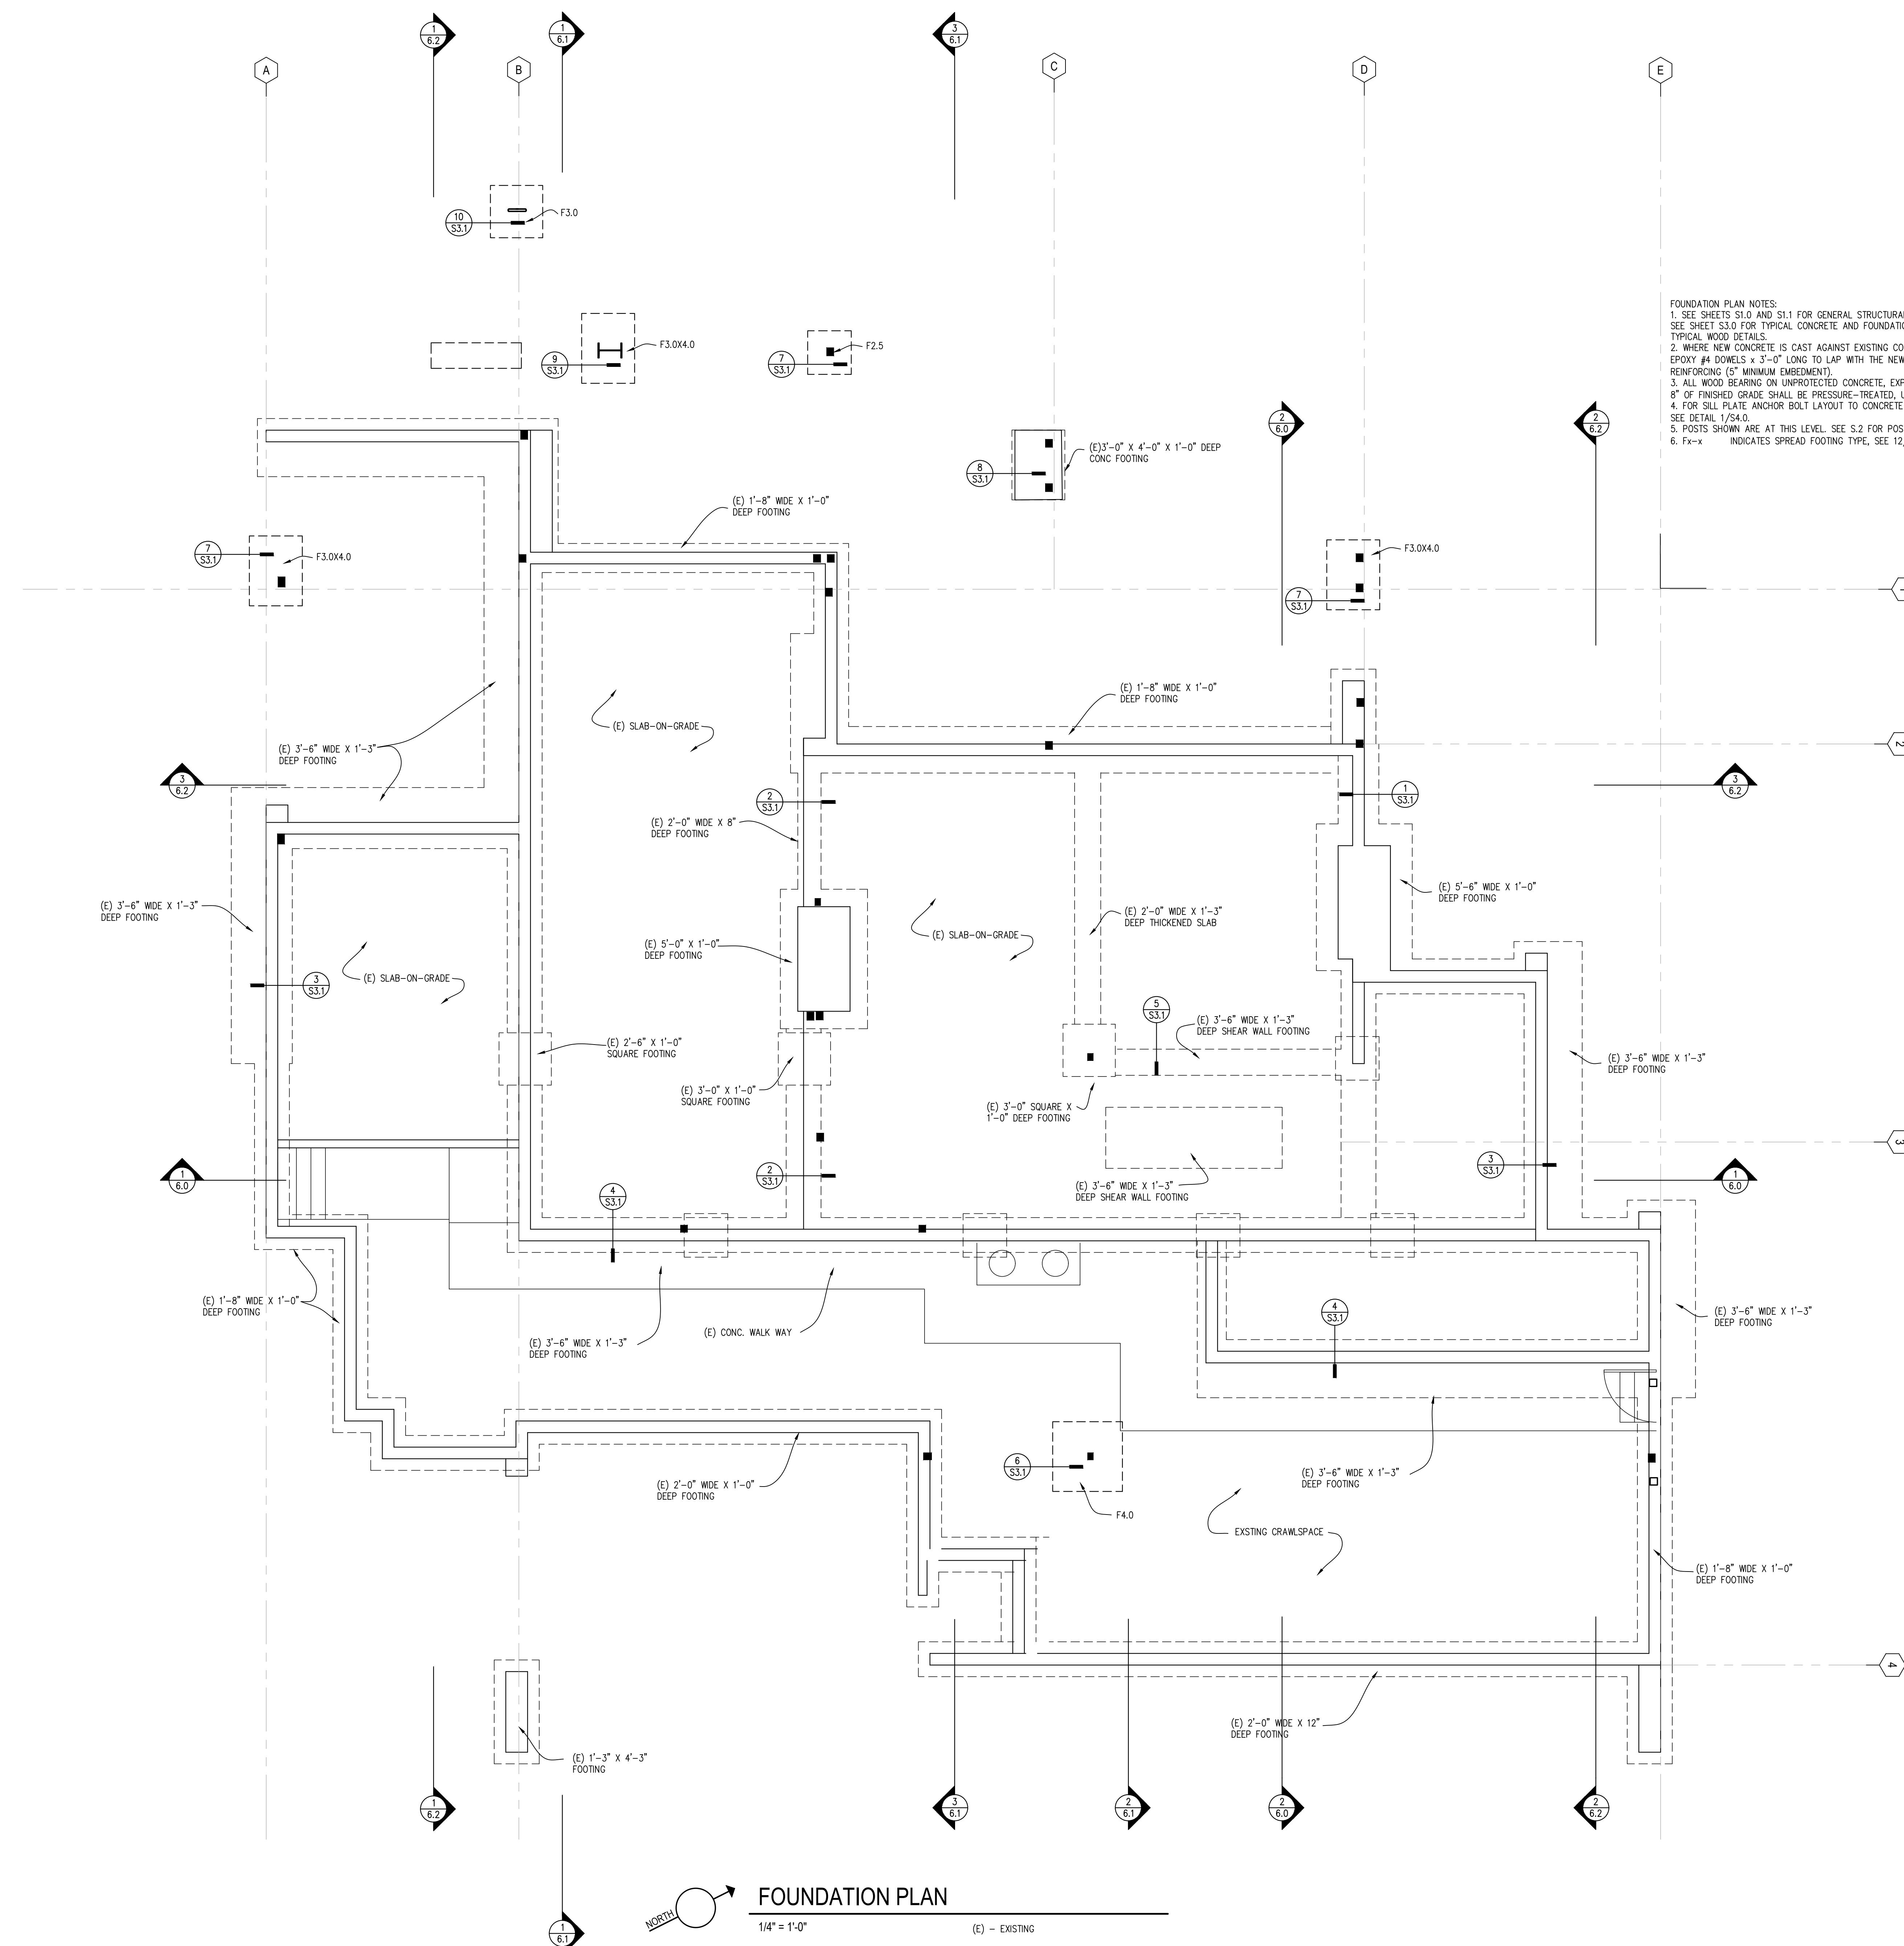 1
6.2
1
6.1
3
6.1
A
B
C
D
E
10
S3.1
F3.0
9
S3.1
F3.0X4.0
7
S3.1
F2.5
FOUNDATION PLAN NOTES:
1. SEE SHEETS S1.0 AND S1.1 FOR GENERAL
SEE SHEET S3.0 FOR TYPICAL CONCRETE AND
TYPICAL WOOD DETAILS.
2. WHERE NEW CONCRETE IS CAST AGAINST EXISTING
EPOXY #4 DOWELS x 3'-0" LONG TO LAP WITH THE NEW
REINFORCING (5" MINIMUM EMBEDMENT).
3. ALL WOOD BEARING ON UNPROTECTED CONCRETE,
8" OF FINISHED GRADE SHALL BE PRESSURE-TREATED,
4. FOR SILL PLATE ANCHOR BOLT LAYOUT TO CONCRETE
SEE DETAIL 1/S4.0.
5. POSTS SHOWN ARE AT THIS LEVEL. SEE S.2 FOR
6. Fx-x INDICATES SPREAD FOOTING TYPE, SEE
2
6.0
2
6.2
(E)3'-0" X 4'-0" X 1'-0" DEEP
CONC FOOTING
8
S3.1
(E) 1'-8" WIDE X 1'-0"
DEEP FOOTING
7
S3.1
F3.0X4.0
F3.0X4.0
7
S3.1
(E) 1'-8" WIDE X 1'-0"
DEEP FOOTING
(E) SLAB-ON-GRADE
(E) 3'-6" WIDE X 1'-3"
DEEP FOOTING
2
3
6.2
3
6.2
2
S3.1
1
S3.1
(E) 2'-0" WIDE X 8"
DEEP FOOTING
(E) 3'-6" WIDE X 1'-3"
DEEP FOOTING
(E) 5'-6" WIDE X 1'-0"
DEEP FOOTING
(E) 2'-0" WIDE X 1'-3"
DEEP THICKENED SLAB
(E) SLAB-ON-GRADE
(E) 5'-0" X 1'-0"
DEEP FOOTING
(E) SLAB-ON-GRADE
3
S3.1
5
S3.1
(E) 3'-6" WIDE X 1'-3"
DEEP SHEAR WALL FOOTING
(E) 2'-6" X 1'-0"
SQUARE FOOTING
(E) 3'-6" WIDE X 1'-3"
DEEP FOOTING
(E) 3'-0" X 1'-0"
SQUARE FOOTING
(E) 3'-0" SQUARE X
1'-0" DEEP FOOTING
3
1
6.0
2
S3.1
3
S3.1
1
6.0
(E) 3'-6" WIDE X 1'-3"
DEEP SHEAR WALL FOOTING
4
S3.1
(E) 1'-8" WIDE X 1'-0"
DEEP FOOTING
4
S3.1
(E) 3'-6" WIDE X 1'-3"
DEEP FOOTING
(E) CONC. WALK WAY
(E) 3'-6" WIDE X 1'-3"
DEEP FOOTING
6
S3.1
(E) 3'-6" WIDE X 1'-3"
DEEP FOOTING
(E) 2'-0" WIDE X 1'-0"
DEEP FOOTING
F4.0
EXSTING CRAWLSPACE
(E) 1'-8" WIDE X 1'-0"
DEEP FOOTING
4
(E) 2'-0" WIDE X 12"
DEEP FOOTING
(E) 1'-3" X 4'-3"
FOOTING
1
6.2
3
6.1
2
6.1
2
6.0
2
6.2
1
6.1
NORTH
FOUNDATION PLAN
1/4" = 1'-0"
(E) - EXISTING